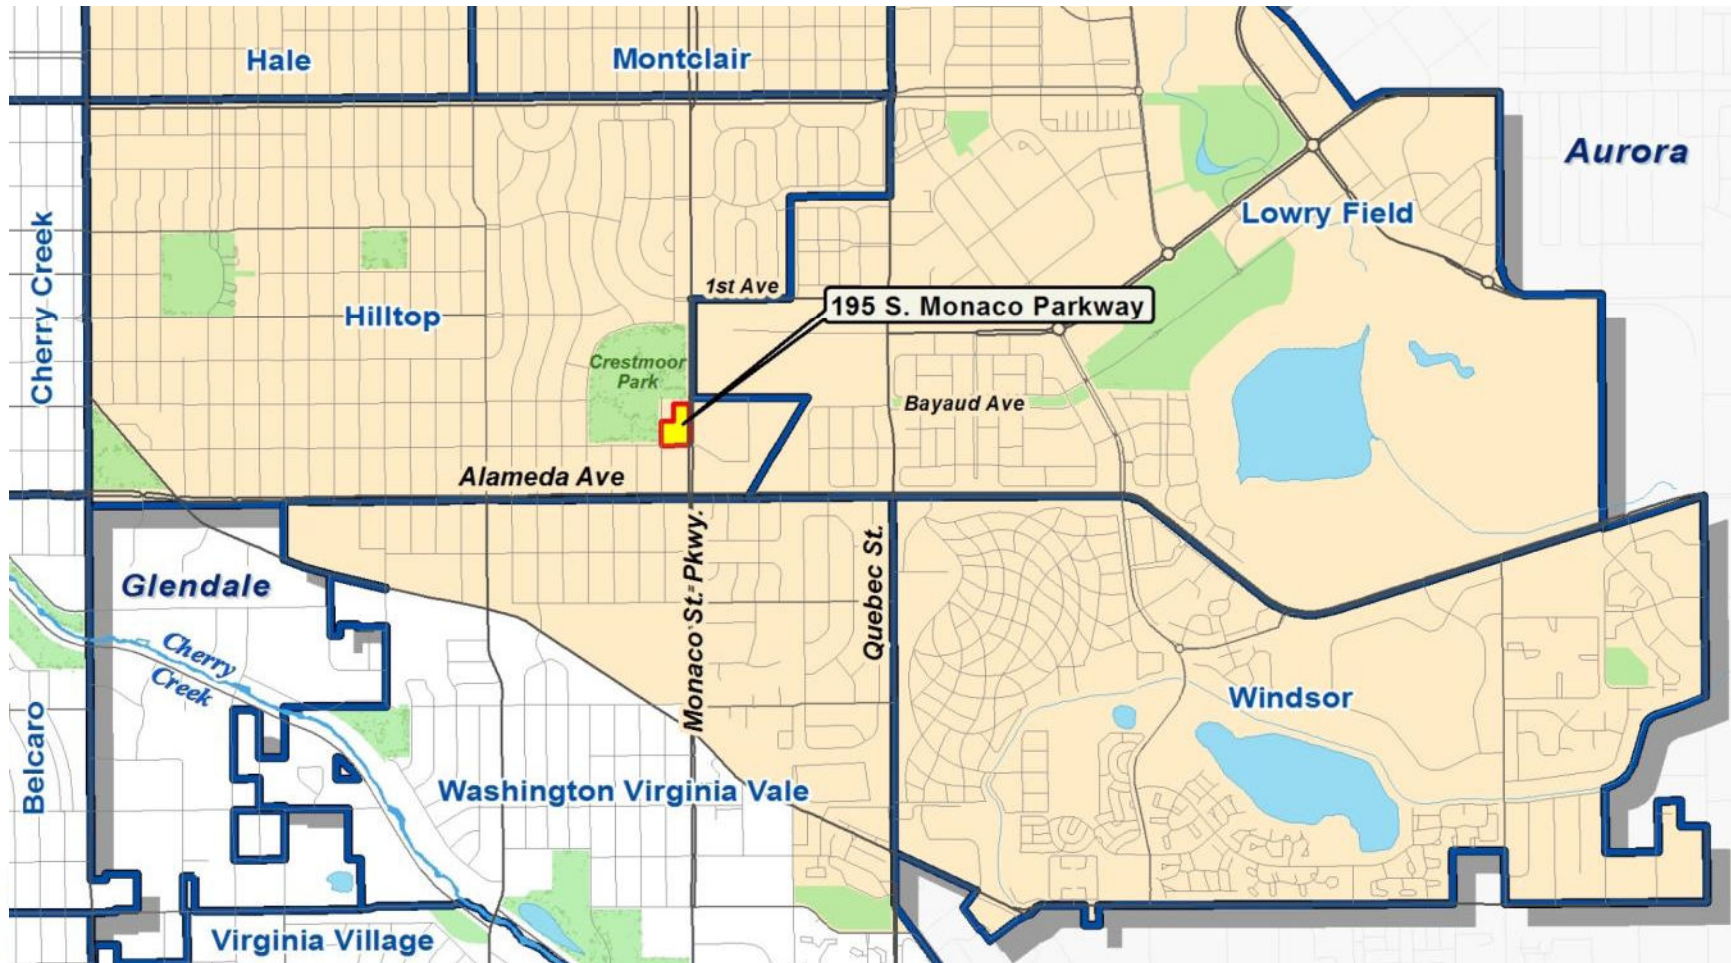 Hale
Montclair
Aurora
Lowry Field
Cherry Creek
Hilltop
1st Ave
195 S. Monaco Parkway
Crestmoor
Park
Bayaud Ave
Alameda Ave
Glendale
Monaco St. Pkwy.
Quebec St.
Cherry
Creek
Windsor
Belcaro
Washington Virginia Vale
Virginia Village